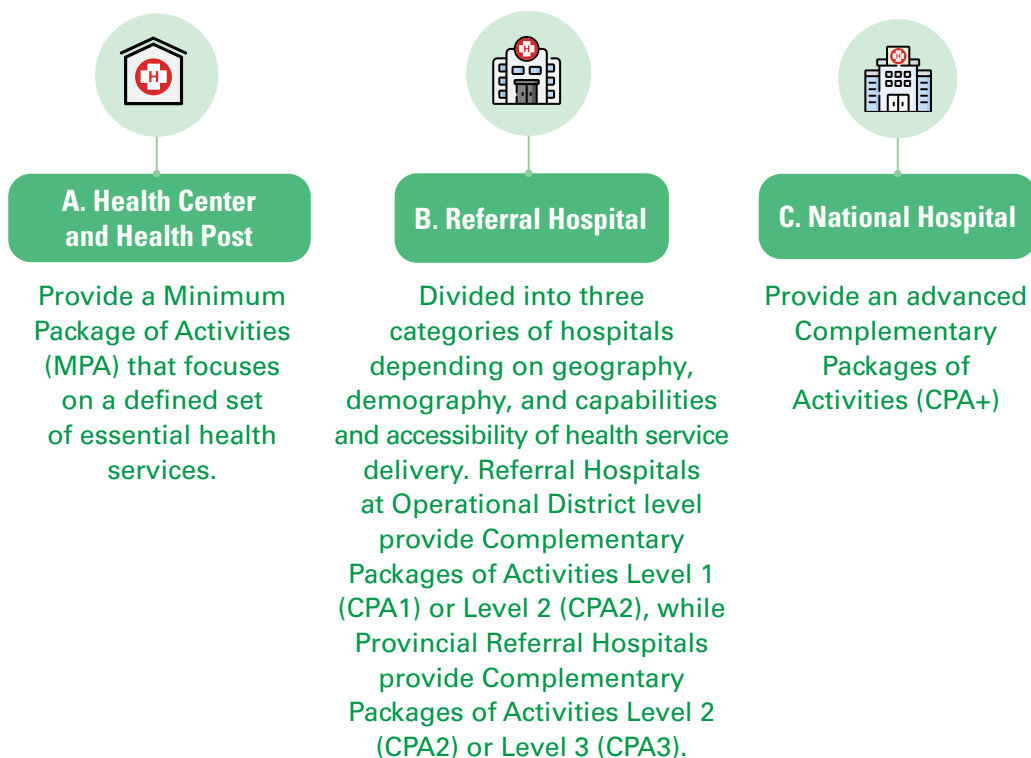 H
H
H
A. Health Center
and Health Post
Provide a Minimum
Package of Activities
(MPA) that focuses
on a defined set
of essential health
services.
B. Referral Hospital
Divided into three
categories of hospitals
depending on geography,
demography, and capabilities
and accessibility of health service
delivery. Referral Hospitals
at Operational District level
provide Complementary
Packages of Activities Level 1
(CPA1) or Level 2 (CPA2), while
Provincial Referral Hospitals
provide Complementary
Packages of Activities Level 2
(CPA2) or Level 3 (CPA3).
C. National Hospital
Provide an advanced
Complementary
Packages of
Activities (CPA+)